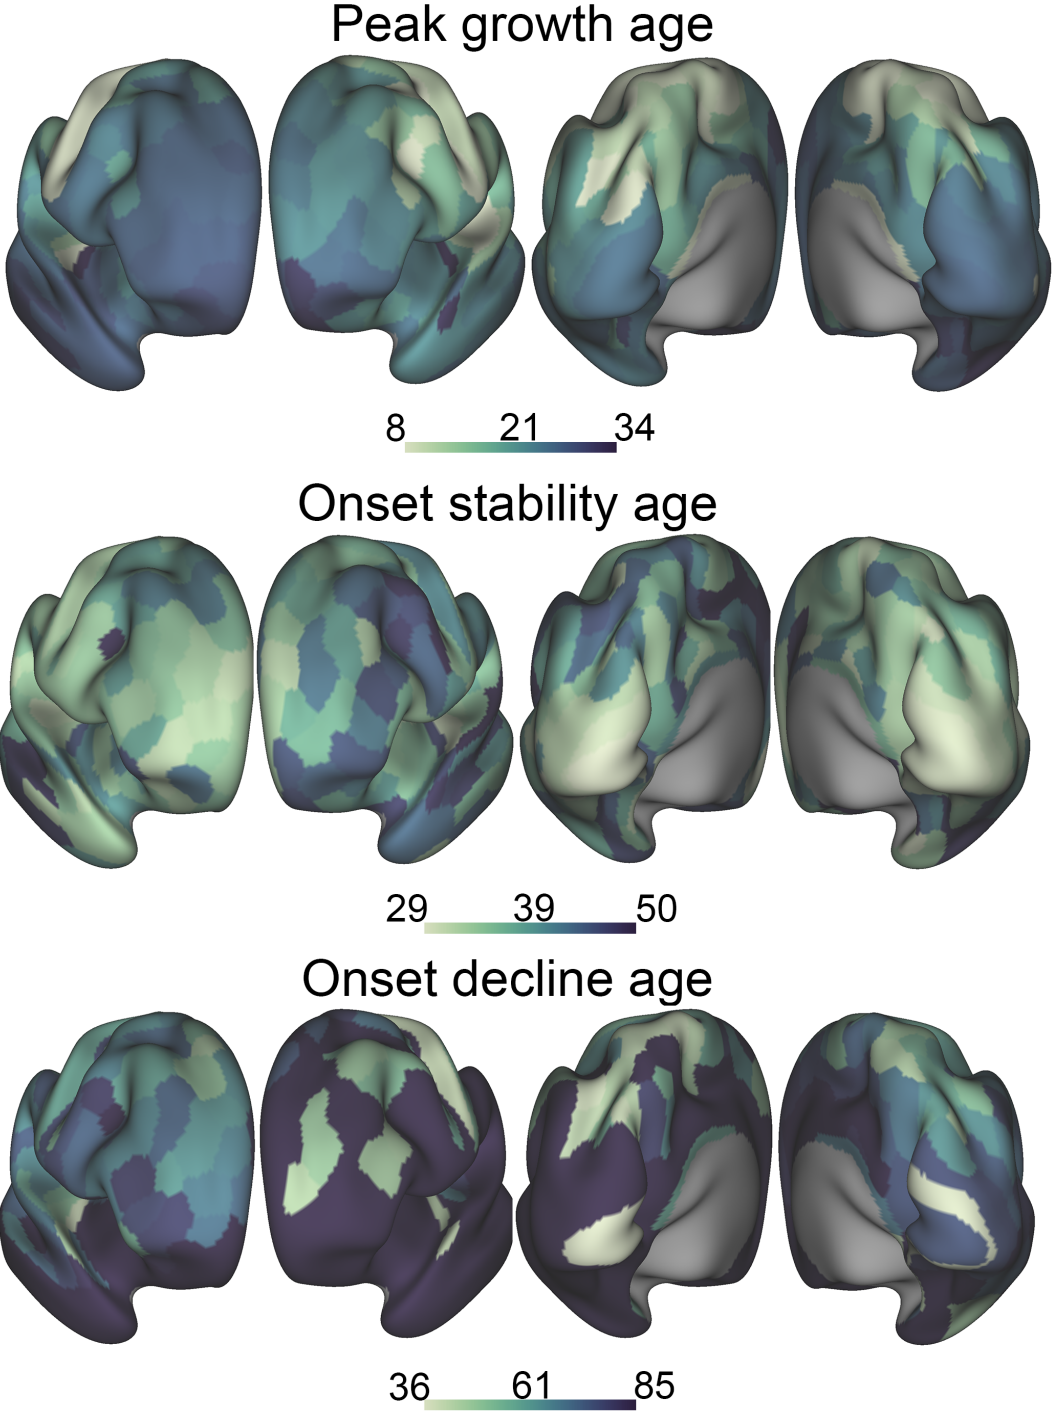 Peak growth age
8 21 34
Onset stability age
29 39 50
Onset decline age
36 61 85